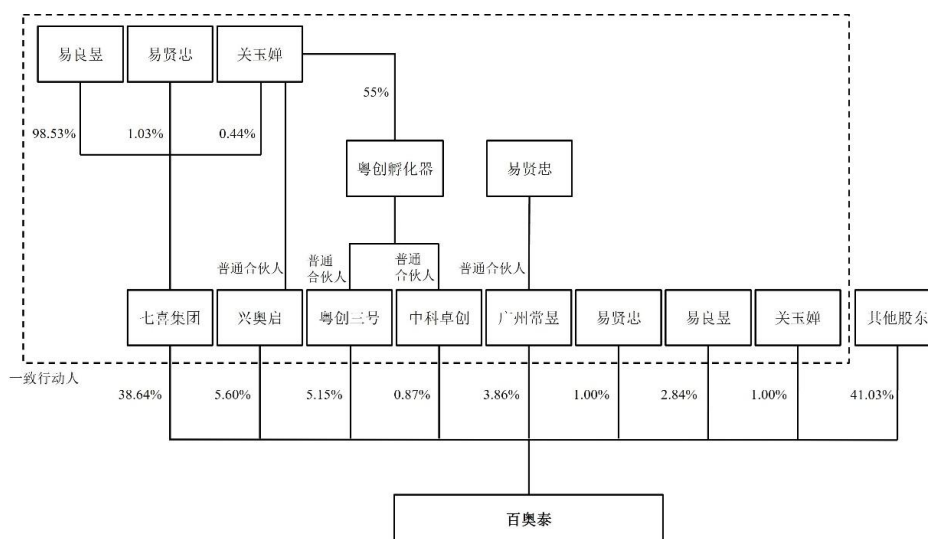 易良昱
易贤忠
关玉婵
55%
98.53%
1.03%
0.44%
粤创孵化器
易贤忠
普通合伙人
普通
合伙人
普通
合伙人
普通合伙人
七喜集团
兴奥启
粤创三号
中科卓创
广州常昱
易贤忠
易良昱
关玉婵
其他股东
一致行动人
38.64%
5.60%
5.15%
0.87%
3.86%
1.00%
2.84%
1.00%
41.03%
百奥泰